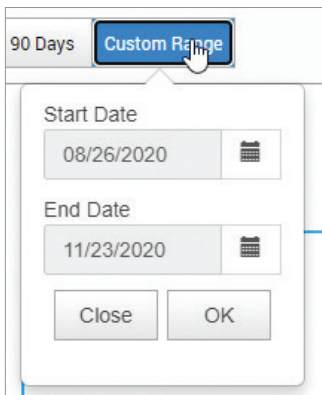 90 Days Custom Range
Start Date
08/26/2020
End Date
11/23/2020
Close OK